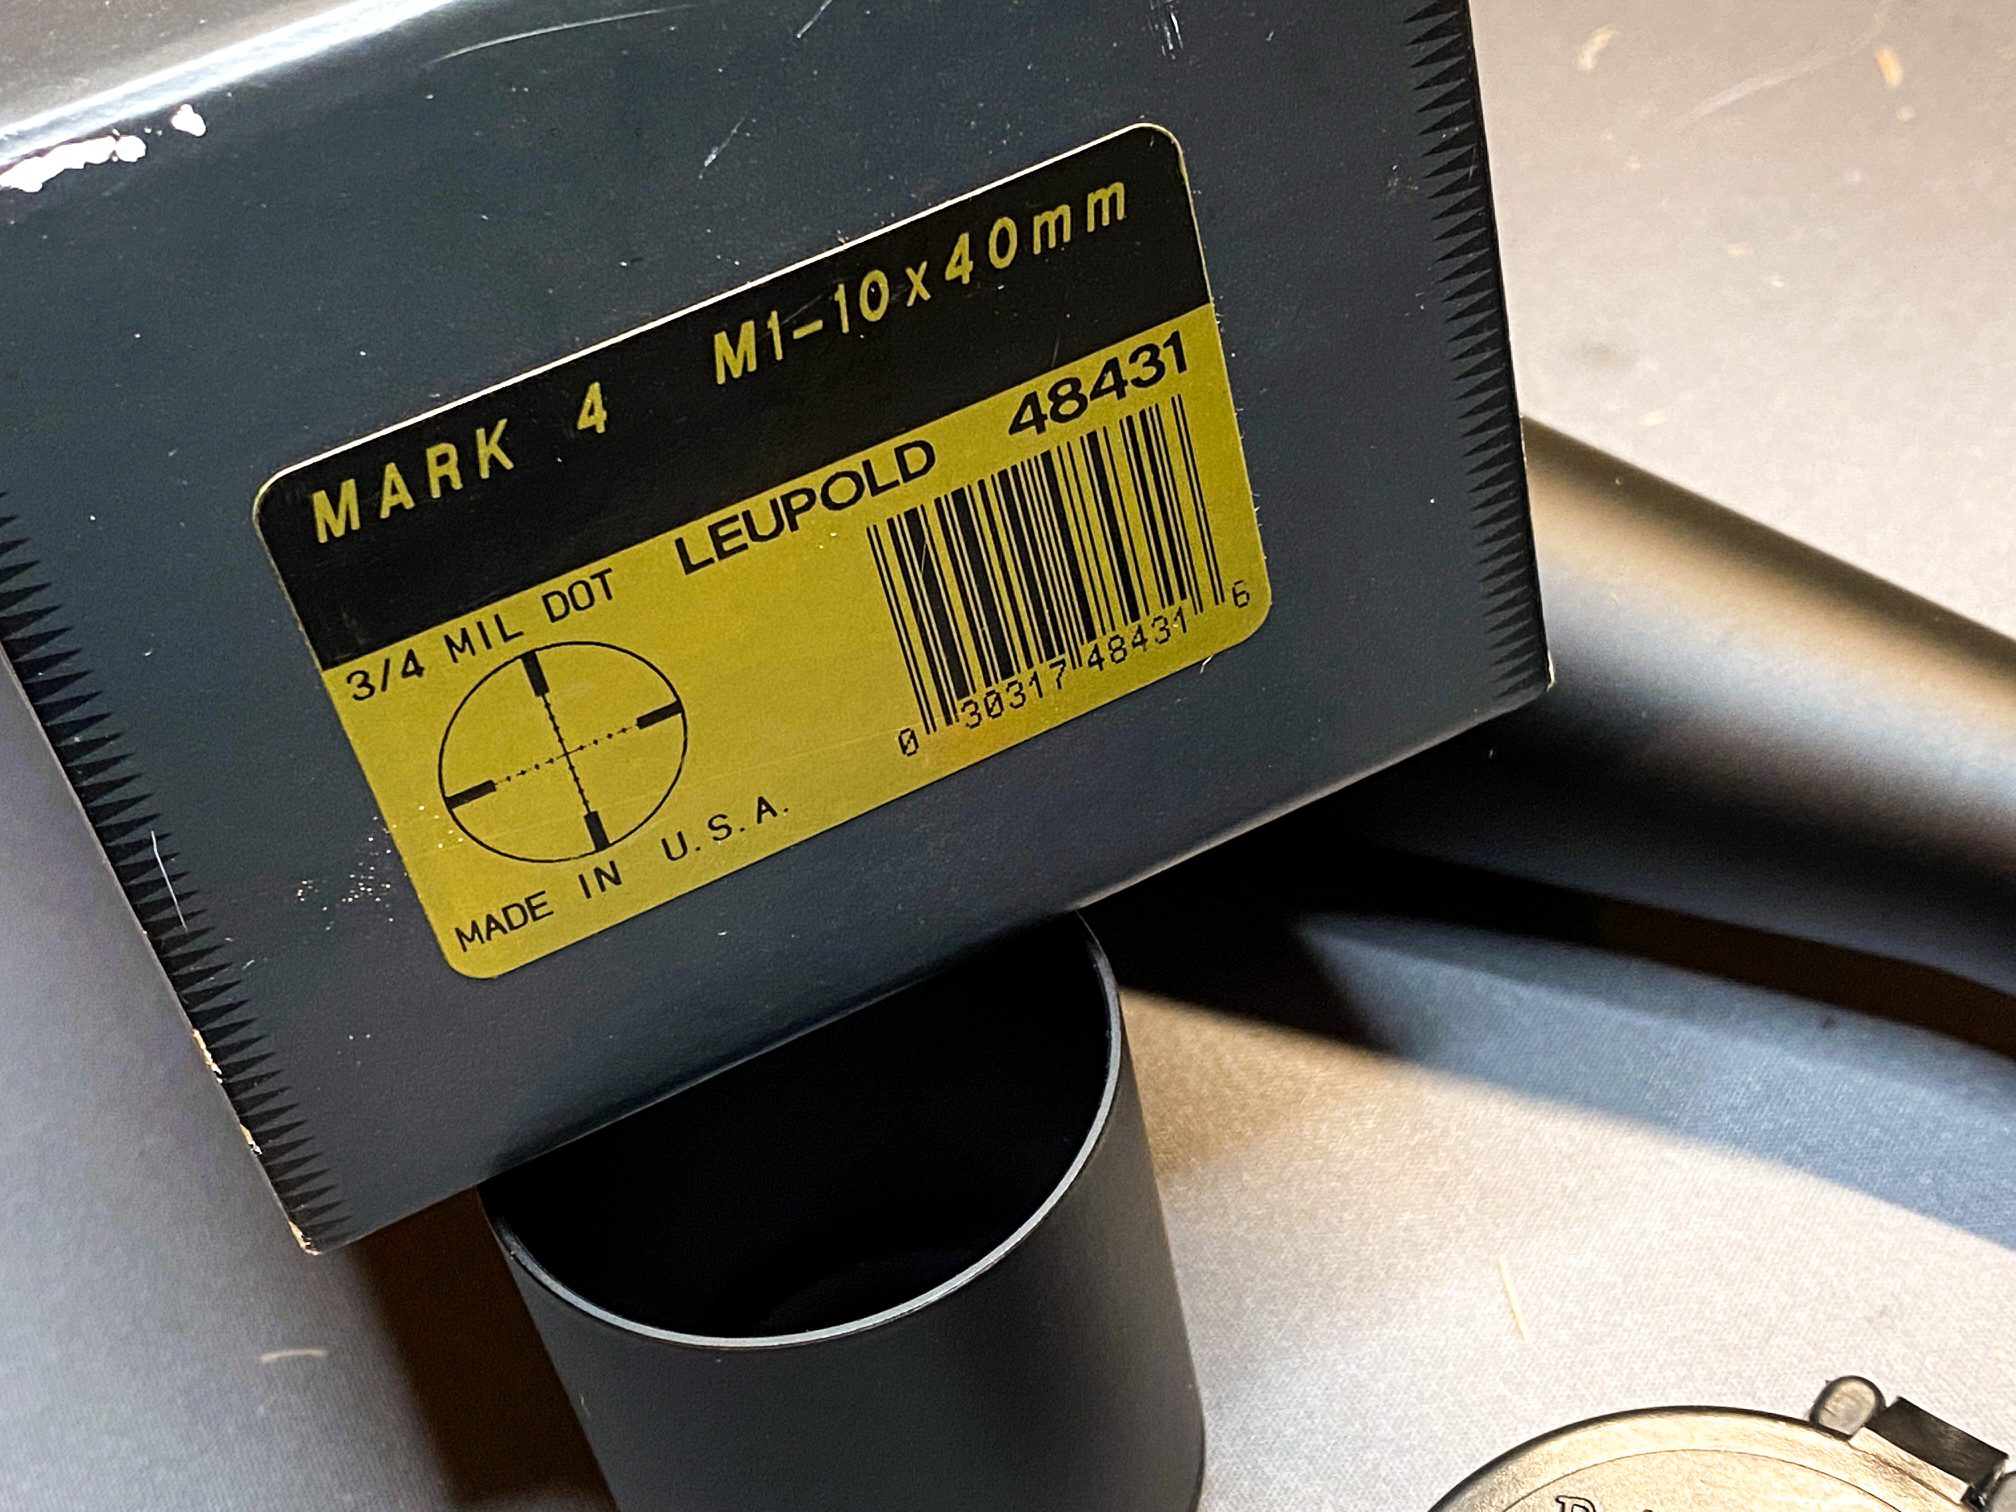 MARK 4 M1-10x40mm
3/4 MIL DOT LEUPOLD 48431
0 30317 48431 6
MADE IN U.S.A.